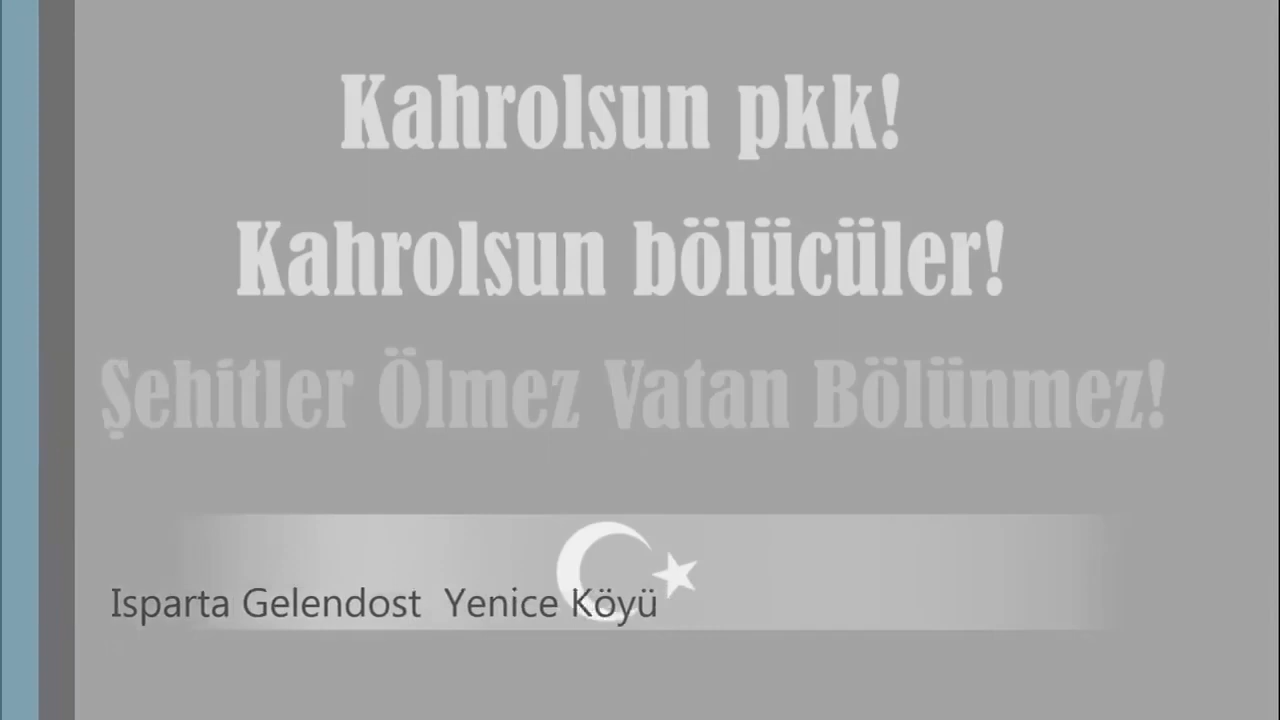 Kahrolsun pkk!
Kahrolsun bölücüler!
Şehitler Ölmez Vatan Bölünmez!
Isparta Gelendost Yenice Köyü